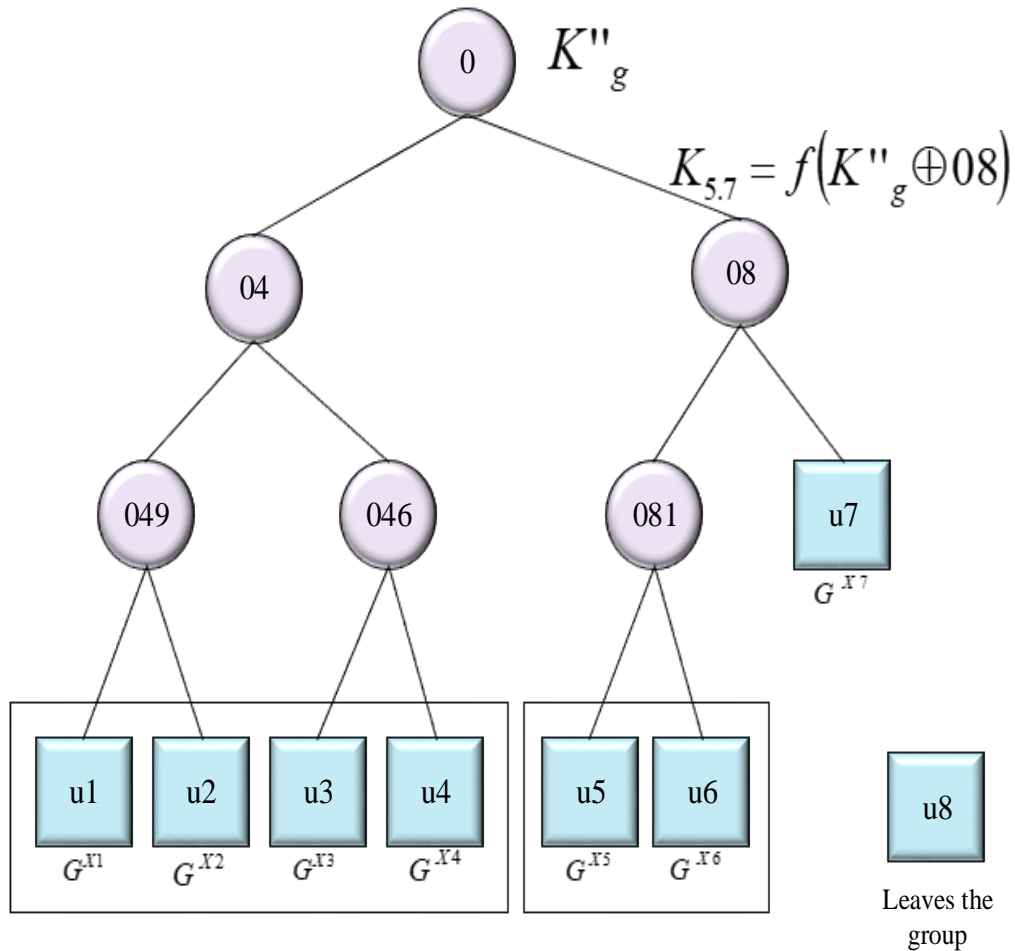 0 K''g
K5.7 = f(K''g⊕08)
04 08
049 046 081 u7
G^X7
u1 u2 u3 u4 u5 u6 u8
G^X1 G^X2 G^X3 G^X4 G^X5 G^X6
Leaves the
group